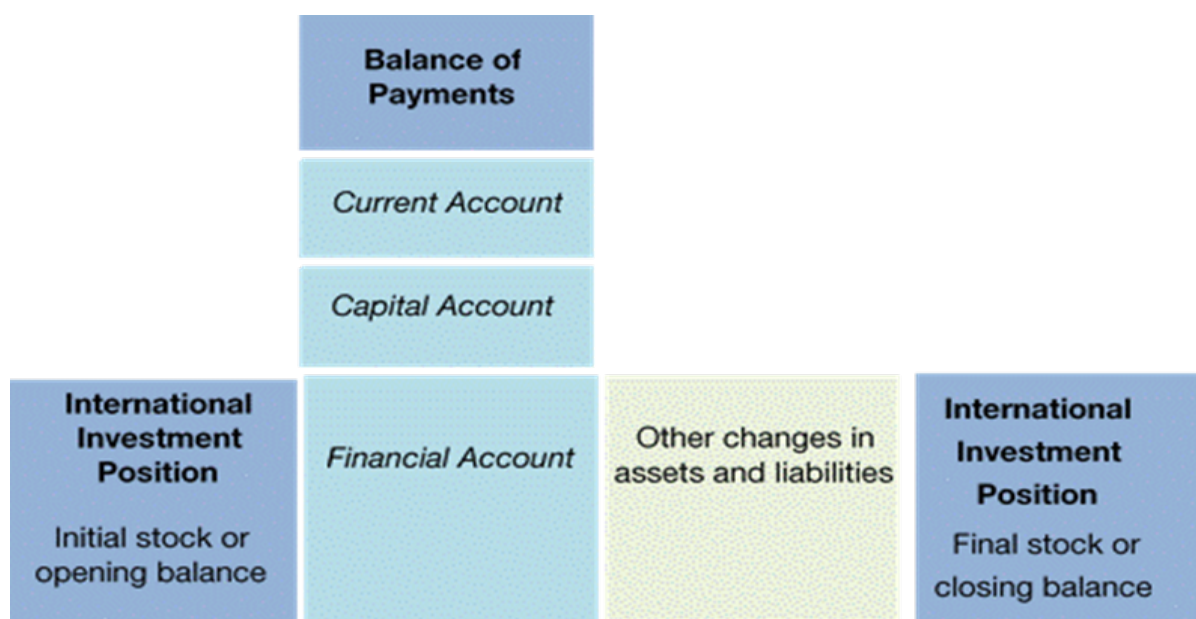 Balance of
Payments
Current Account
Capital Account
International
Investment
Position
Initial stock or
opening balance
Financial Account
Other changes in
assets and liabilities
International
Investment
Position
Final stock or
closing balance